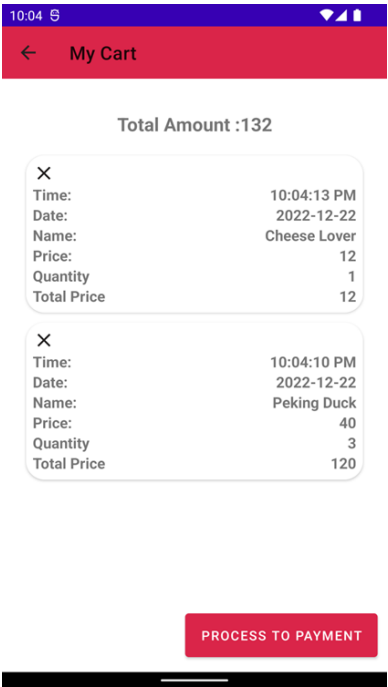 10:04
My Cart
Total Amount :132
Time: 10:04:13 PM
Date: 2022-12-22
Name: Cheese Lover
Price: 12
Quantity 1
Total Price 12
Time: 10:04:10 PM
Date: 2022-12-22
Name: Peking Duck
Price: 40
Quantity 3
Total Price 120
PROCESS TO PAYMENT